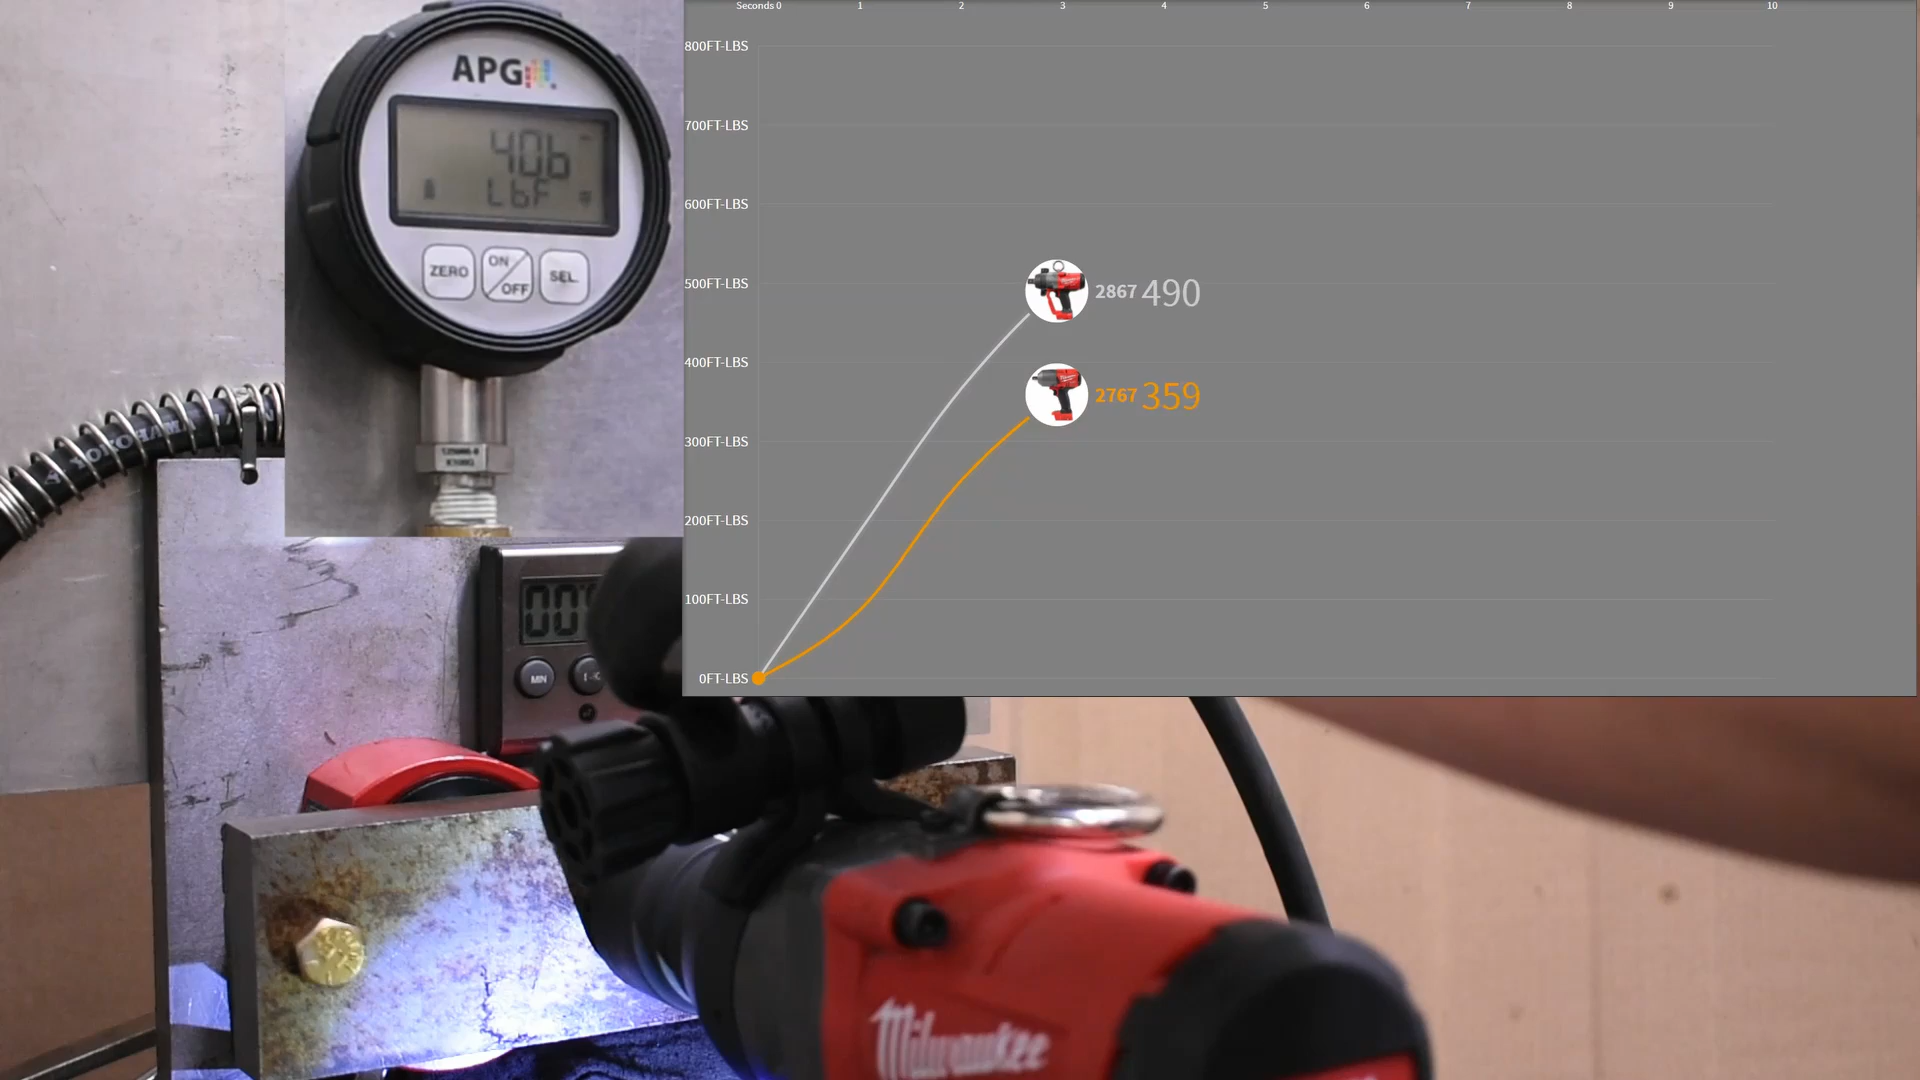 APG
406
LbF
ZERO
ON
OFF
SEL
YOKOHAMA
00
MIN
Milwaukee
Seconds 0 1 2 3 4 5 6 7 8 9 10
800FT-LBS
700FT-LBS
600FT-LBS
500FT-LBS
2867 490
400FT-LBS
2767 359
300FT-LBS
200FT-LBS
100FT-LBS
0FT-LBS